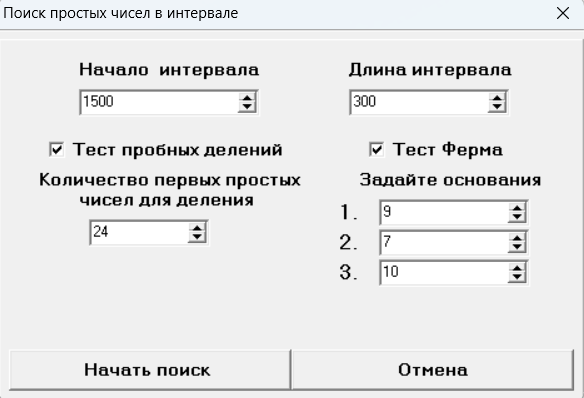 Поиск простых чисел в интервале
Начало интервала
Длина интервала
1500
300
Тест пробных делений
Тест Ферма
Количество первых простых
чисел для деления
Задайте основания
24
1. 9
2. 7
3. 10
Начать поиск
Отмена